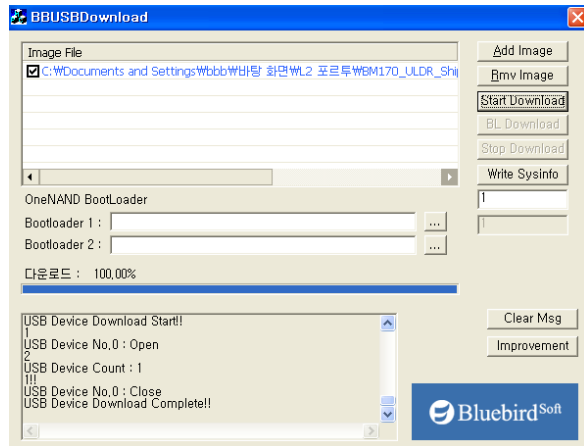 BBUSBDownload
Image File
C:₩Documents and Settings₩bbb₩바탕 화면₩L2 포르투₩BM170_ULDR_Shi
Add Image
Rmv Image
Start Download
BL Download
Stop Download
Write Sysinfo
1
1
OneNAND BootLoader
Bootloader 1 :
...
Bootloader 2 :
...
다운로드 : 100,00%
USB Device Download Start!!
1
USB Device No,0 : Open
2
USB Device Count : 1
1!!
USB Device No,0 : Close
USB Device Download Complete!!
Clear Msg
Improvement
BluebirdSoft